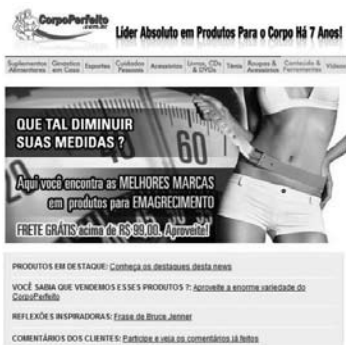 CorpoPerfeito
.com.br
Líder Absoluto em Produtos Para o Corpo Há 7 Anos!
Suplementos Alimentares
Ginástica em Casa
Esportes
Cuidados Pessoais
Acessórios
Livros, CDs & DVDs
Tênis
Roupas & Acessórios
Conteúdo & Ferramentas
Vídeos
QUE TAL DIMINUIR
SUAS MEDIDAS ?
60
Aqui você encontra as MELHORES MARCAS
em produtos para EMAGRECIMENTO
FRETE GRÁTIS acima de R$ 99,00. Aproveite!
PRODUTOS EM DESTAQUE: Conheça os destaques desta news
VOCÊ SABIA QUE VENDEMOS ESSES PRODUTOS ?: Aproveite a enorme variedade do
CorpoPerfeito
REFLEXÕES INSPIRADORAS: Frase de Bruce Jenner
COMENTÁRIOS DOS CLIENTES: Participe e veja os comentários já feitos